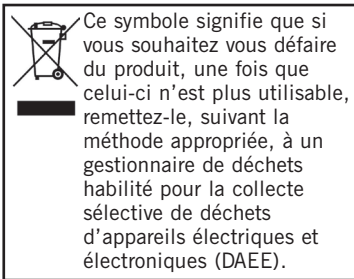 Ce symbole signifie que si
vous souhaitez vous défaire
du produit, une fois que
celui-ci n’est plus utilisable,
remettez-le, suivant la
méthode appropriée, à un
gestionnaire de déchets
habilité pour la collecte
sélective de déchets
d’appareils électriques et
électroniques (DAEE).